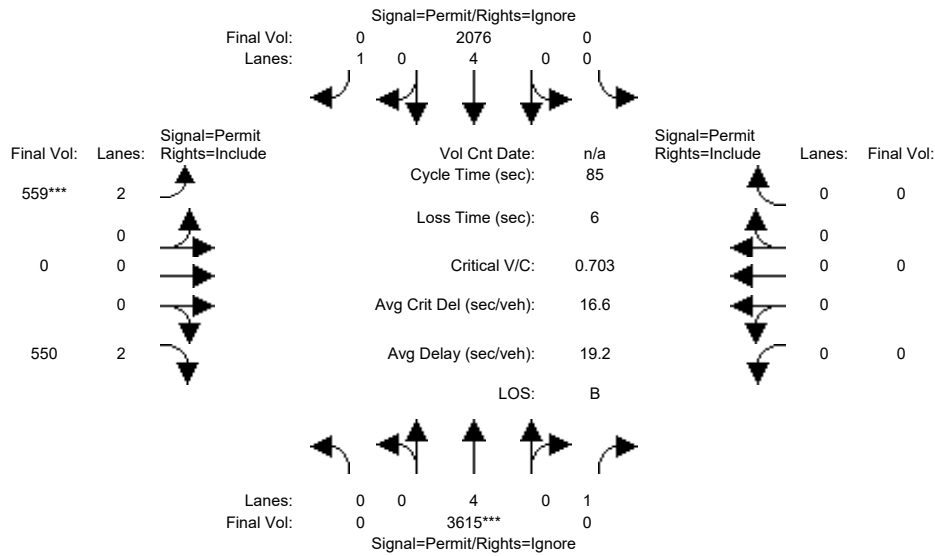 Signal=Permit/Rights=Ignore
Final Vol: 0 2076 0
Lanes: 1 0 4 0 0
Signal=Permit
Final Vol: Lanes: Rights=Include
Vol Cnt Date: n/a
Signal=Permit
Rights=Include Lanes: Final Vol:
Cycle Time (sec): 85
559*** 2
0 0
Loss Time (sec): 6
0
0
0 0
Critical V/C: 0.703
0 0
0
Avg Crit Del (sec/veh): 16.6
0
550 2
Avg Delay (sec/veh): 19.2
0 0
LOS: B
Lanes: 0 0 4 0 1
Final Vol: 0 3615*** 0
Signal=Permit/Rights=Ignore